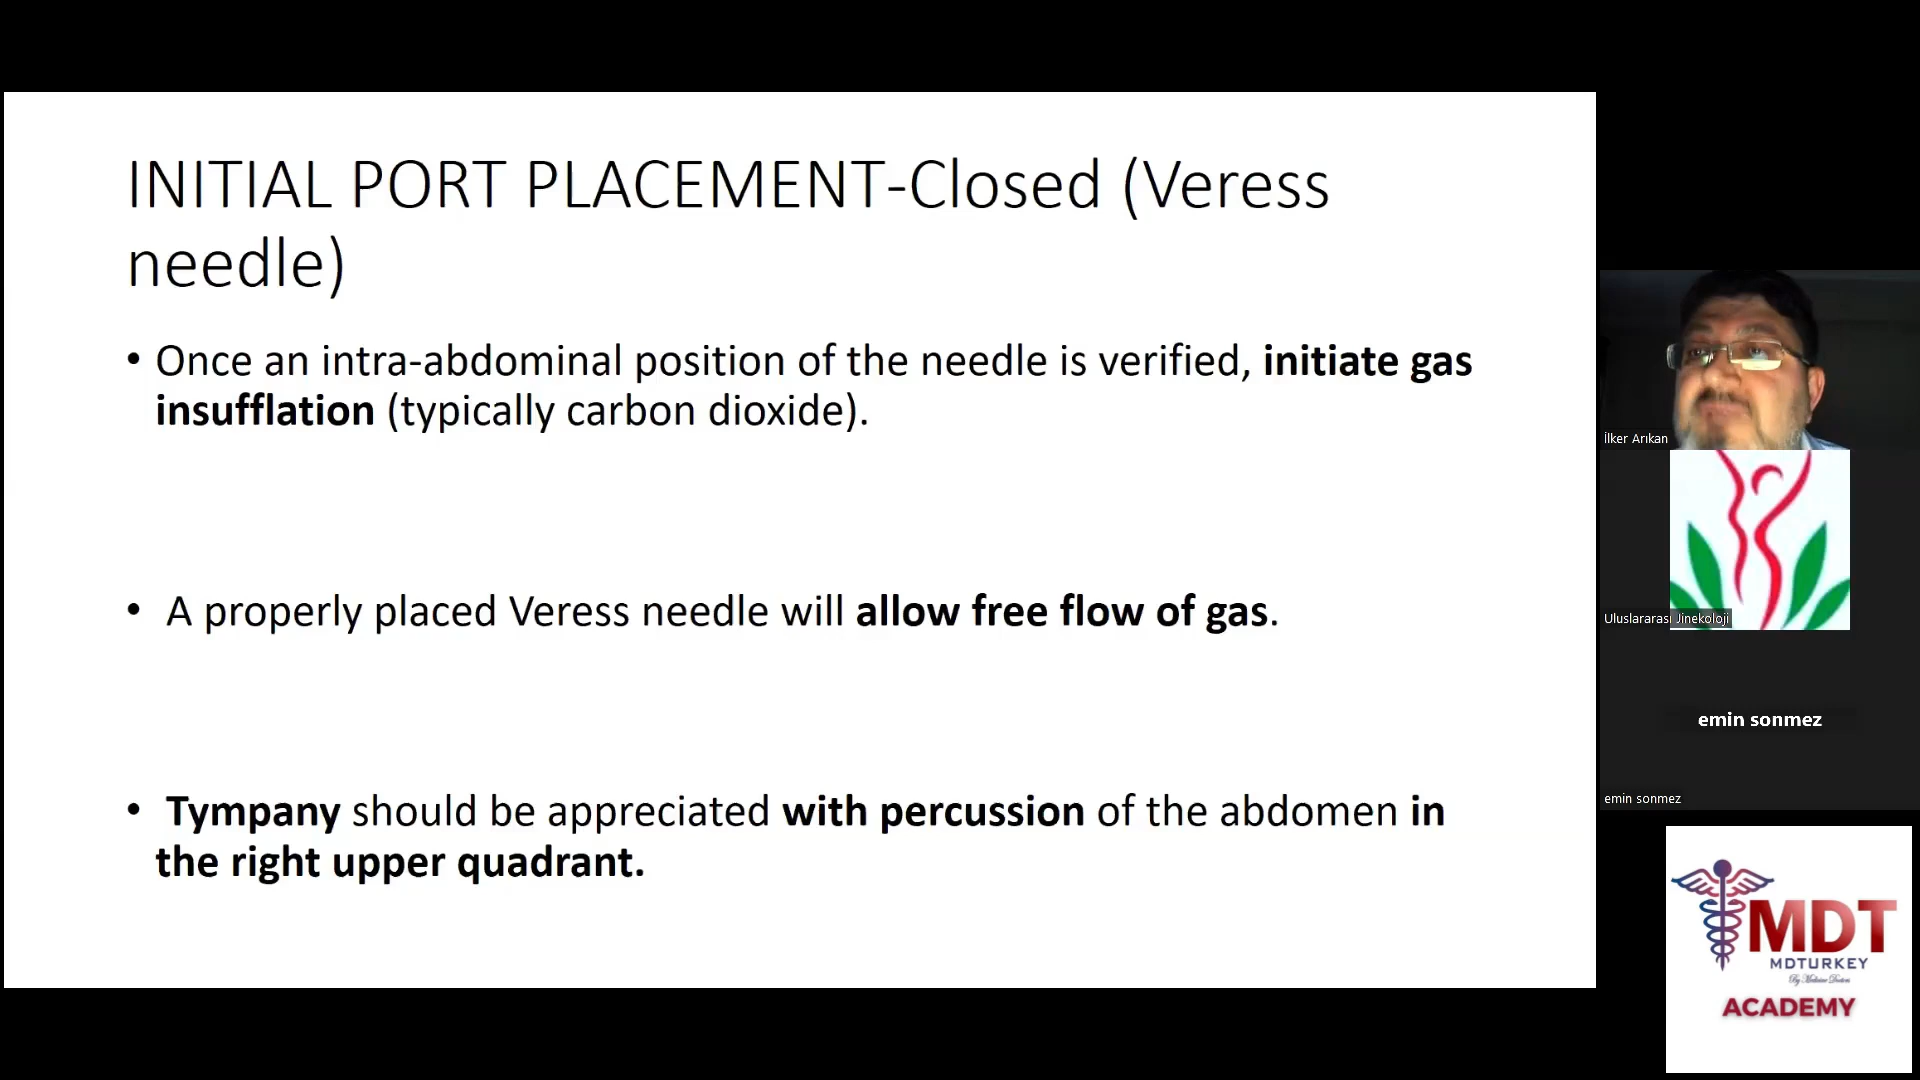 INITIAL PORT PLACEMENT-Closed (Veress
needle)
• Once an intra-abdominal position of the needle is verified, initiate gas
insufflation (typically carbon dioxide).
• A properly placed Veress needle will allow free flow of gas.
• Tympany should be appreciated with percussion of the abdomen in
the right upper quadrant.
İlker Arıkan
Uluslararası Jinekoloji
emin sonmez
emin sonmez
MDT
MDTURKEY
By Medicine Doctors
ACADEMY